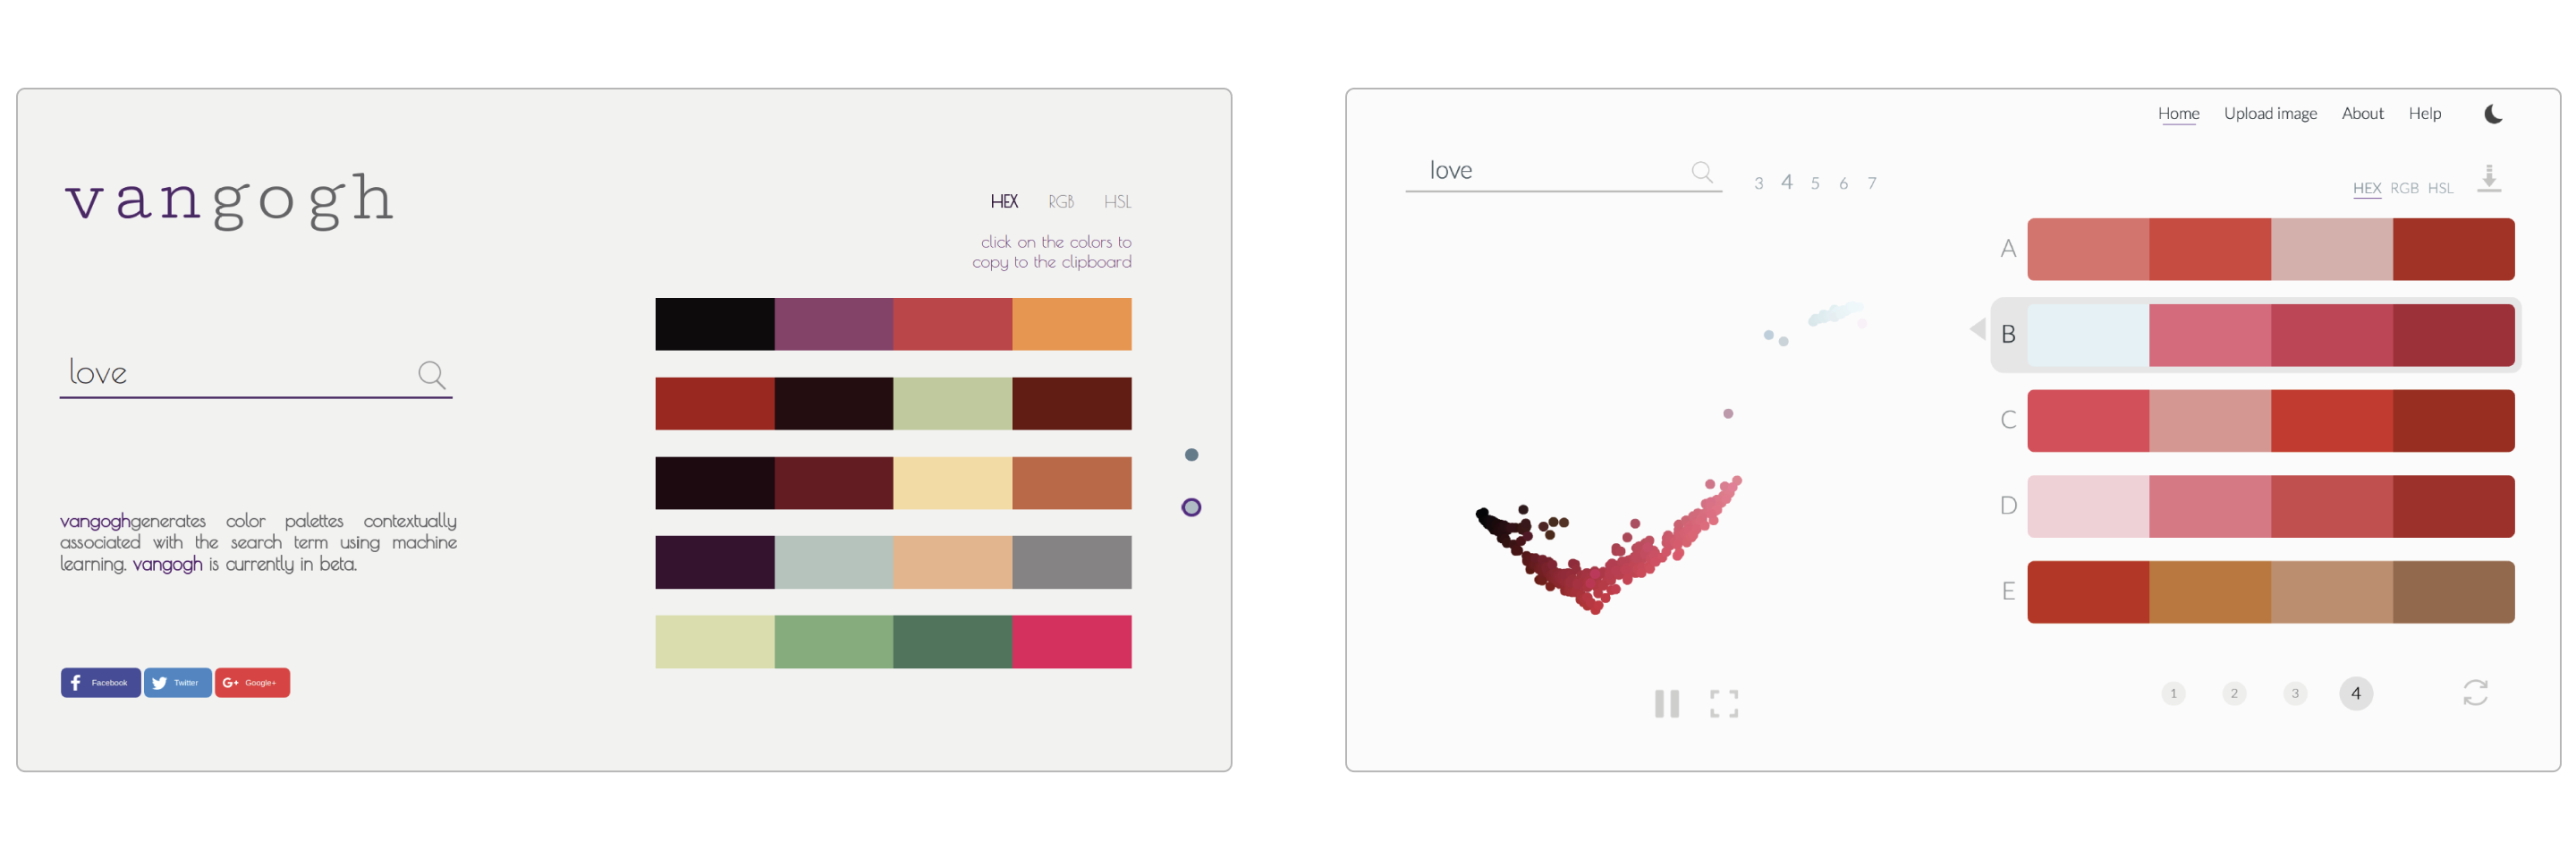 vangogh
love
vangoghgenerates color palettes contextually
associated with the search term using machine
learning. vangogh is currently in beta.
Facebook Twitter Google+
HEX RGB HSL
click on the colors to
copy to the clipboard
Home Upload image About Help
love
3 4 5 6 7
HEX RGB HSL
A
B
C
D
E
1 2 3 4